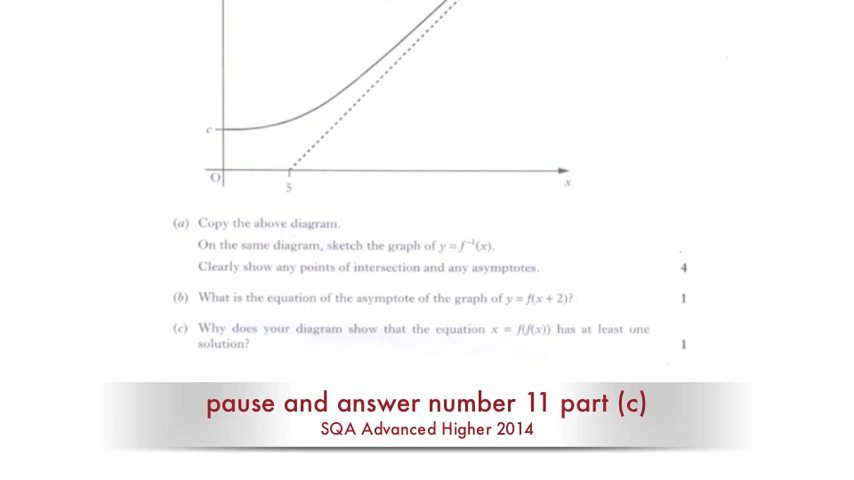 c
O
5
x
(a) Copy the above diagram.
On the same diagram, sketch the graph of y = f⁻¹(x).
Clearly show any points of intersection and any asymptotes. 4
(b) What is the equation of the asymptote of the graph of y = f(x + 2)? 1
(c) Why does your diagram show that the equation x = f(f(x)) has at least one
solution? 1
pause and answer number 11 part (c)
SQA Advanced Higher 2014